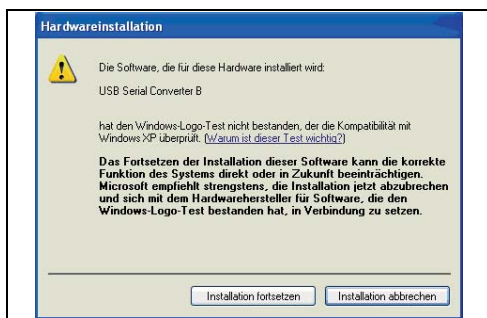 Hardwareinstallation
Die Software, die für diese Hardware installiert wird:
USB Serial Converter B
hat den Windows-Logo-Test nicht bestanden, der die Kompatibilität mit
Windows XP überprüft. (Warum ist dieser Test wichtig?)
Das Fortsetzen der Installation dieser Software kann die korrekte
Funktion des Systems direkt oder in Zukunft beeinträchtigen.
Microsoft empfiehlt strengstens, die Installation jetzt abzubrechen
und sich mit dem Hardwarehersteller für Software, die den
Windows-Logo-Test bestanden hat, in Verbindung zu setzen.
Installation fortsetzen
Installation abbrechen